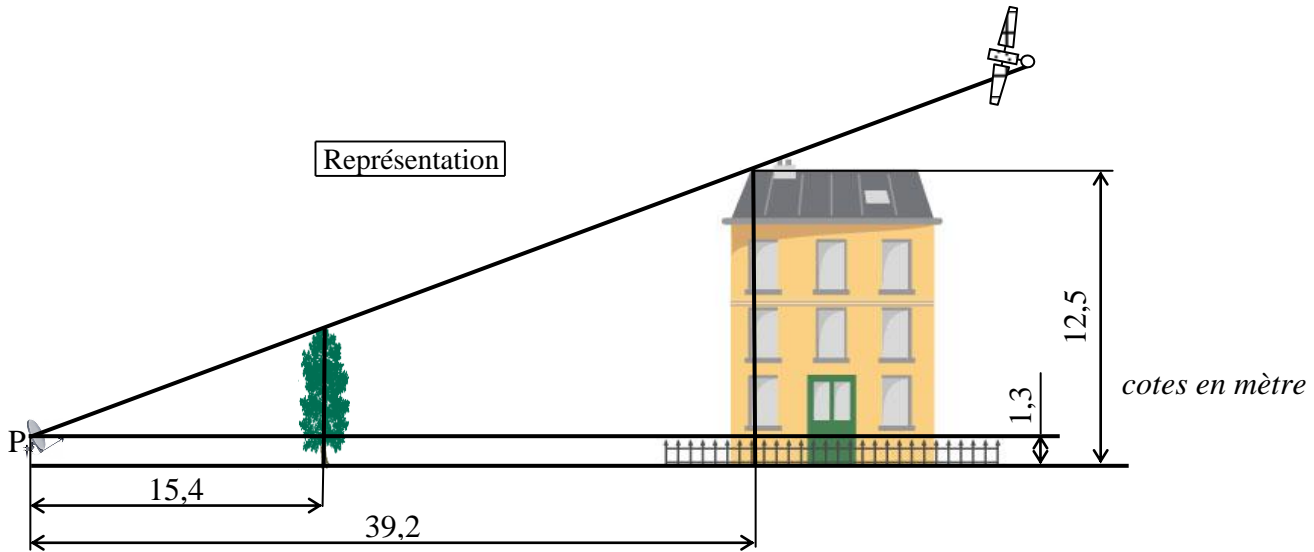 Représentation
12,5
cotes en mètre
1,3
P
15,4
39,2